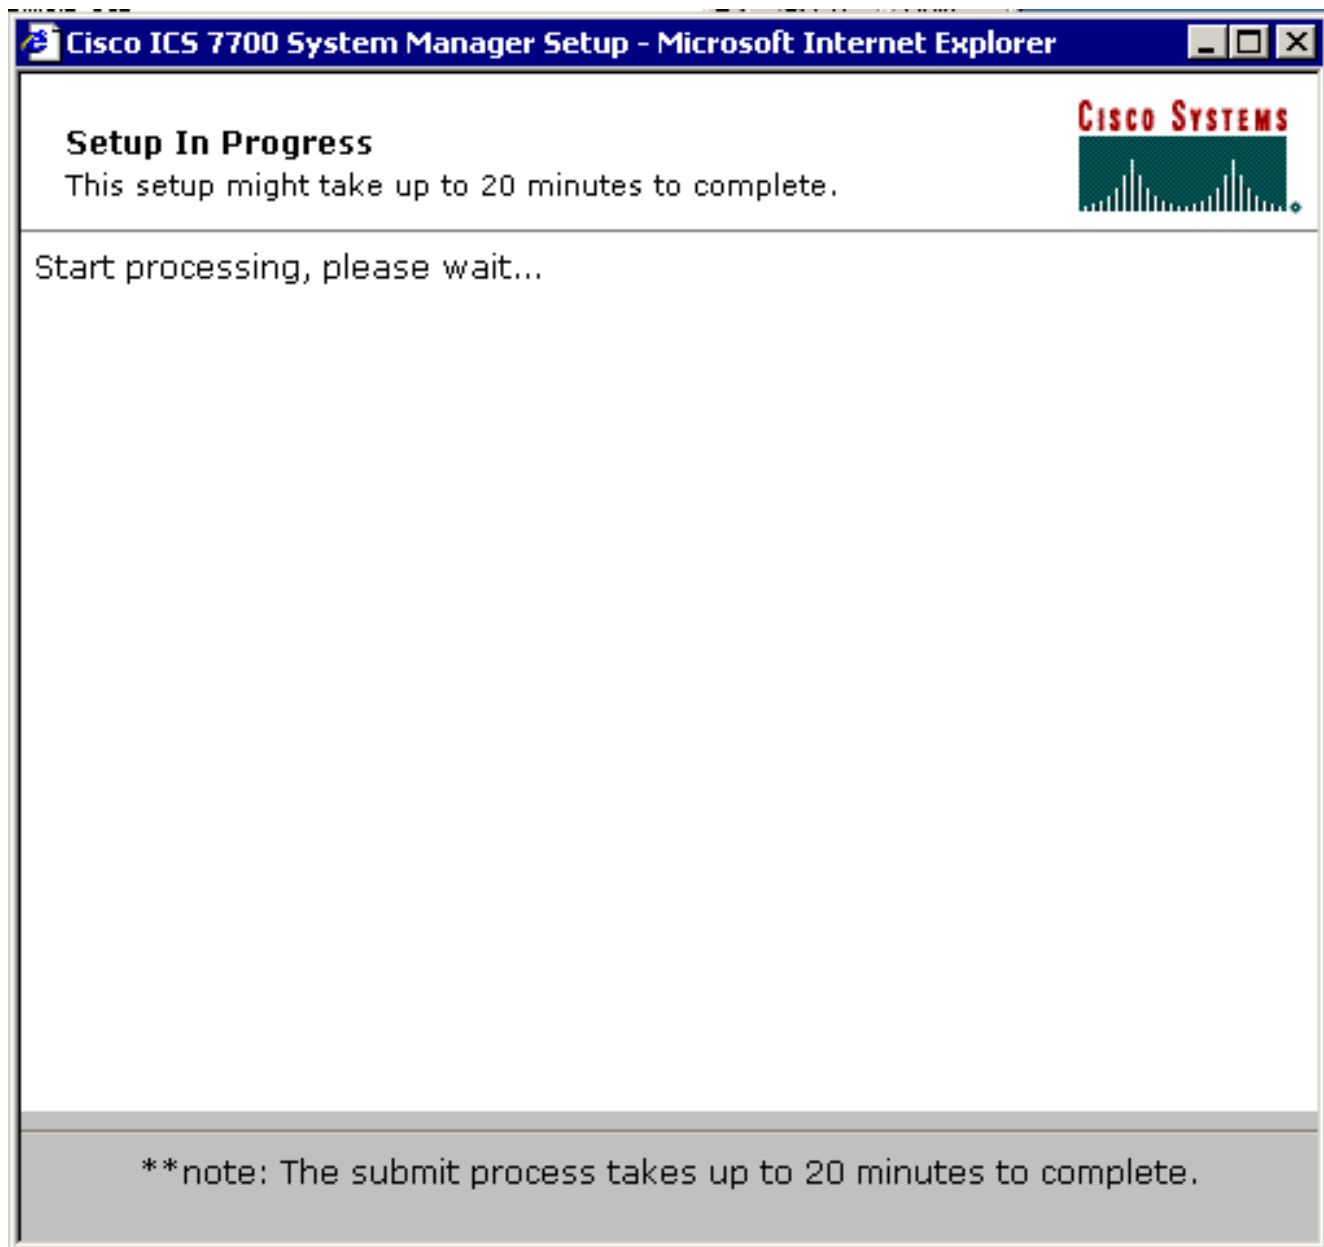 Cisco ICS 7700 System Manager Setup - Microsoft Internet Explorer
CISCO SYSTEMS
Setup In Progress
This setup might take up to 20 minutes to complete.
Start processing, please wait...
**note: The submit process takes up to 20 minutes to complete.